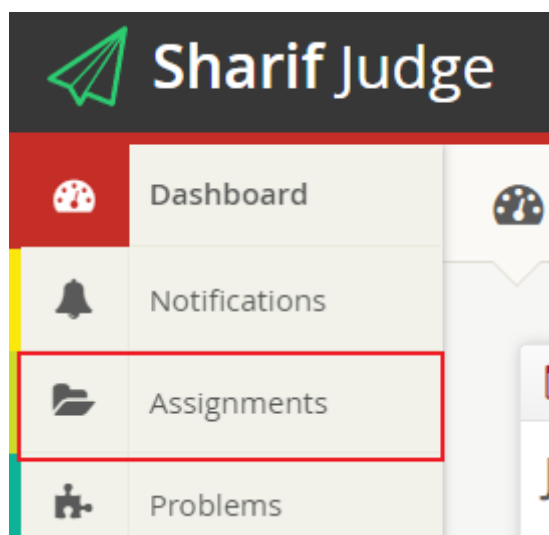 Sharif Judge
Dashboard
Notifications
Assignments
Problems